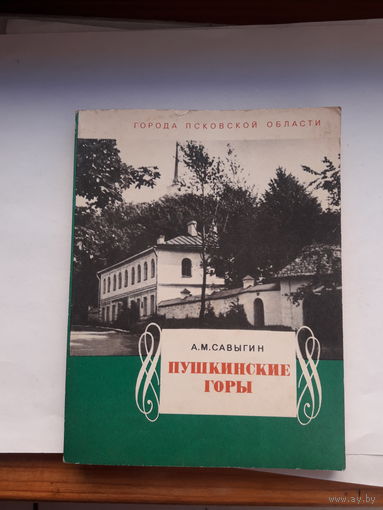 ГОРОДА ПСКОВСКОЙ ОБЛАСТИ
А.М.САВЫГИН
ПУШКИНСКИЕ
ГОРЫ
www.ay.by